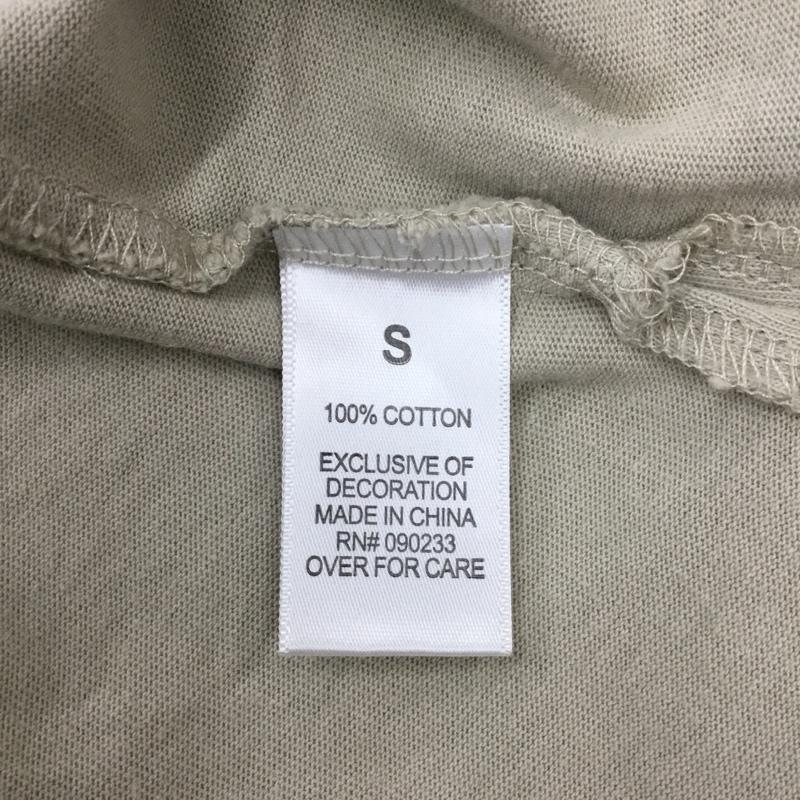 S
100% COTTON
EXCLUSIVE OF
DECORATION
MADE IN CHINA
RN# 090233
OVER FOR CARE